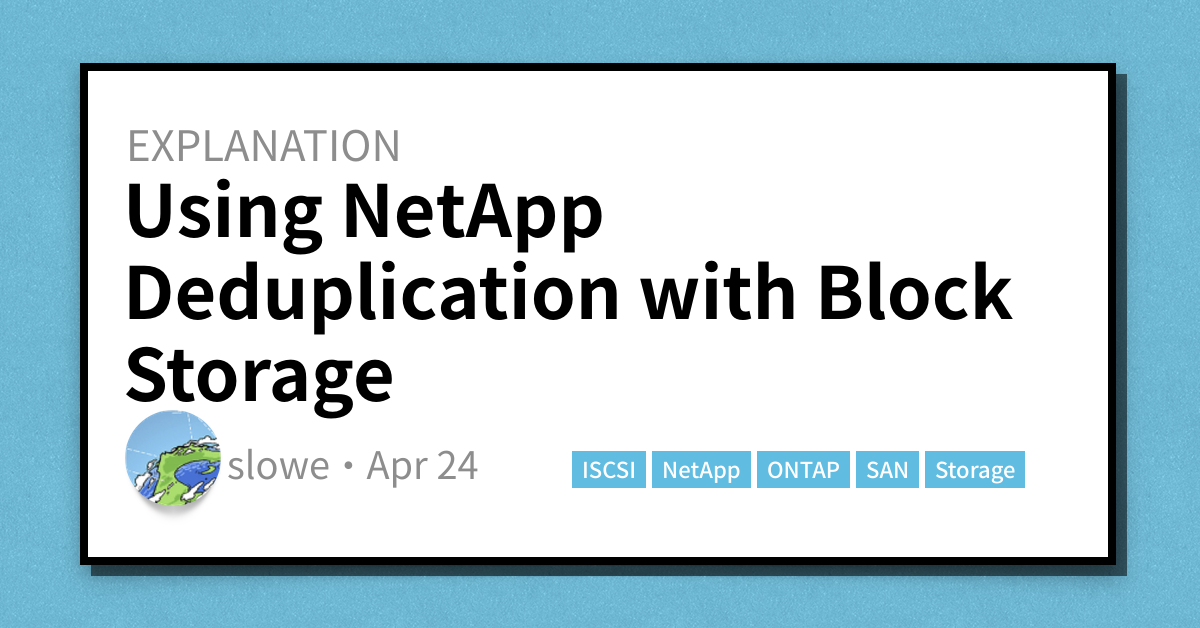 EXPLANATION
Using NetApp
Deduplication with Block
Storage
slowe • Apr 24
ISCSI NetApp ONTAP SAN Storage